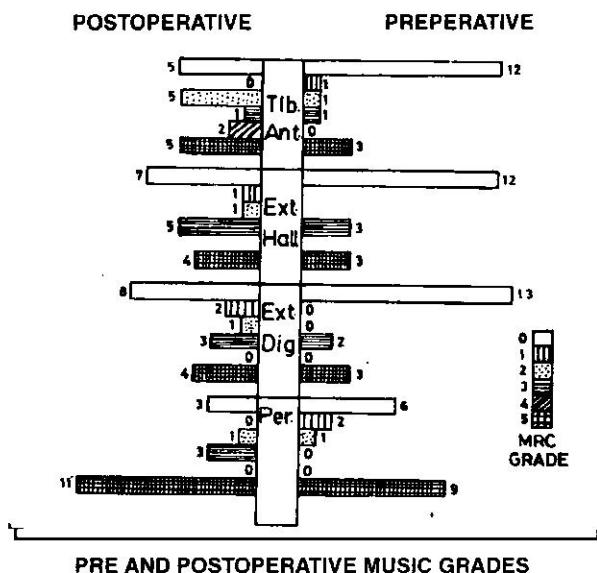 POSTOPERATIVE PREPERATIVE
5 12
0 1
5 Tib. 1
1 1
2 Ant 0
5 3
7 12
1
1 Ext
5 Hall 3
4 3
8 13
2 Ext 0
1 0
3 Dig 2
0 0
4 3
3 6
0 Per. 2
1 1
3 0
0 0
11 9
0
1
2
3
4
5
MRC
GRADE
PRE AND POSTOPERATIVE MUSIC GRADES